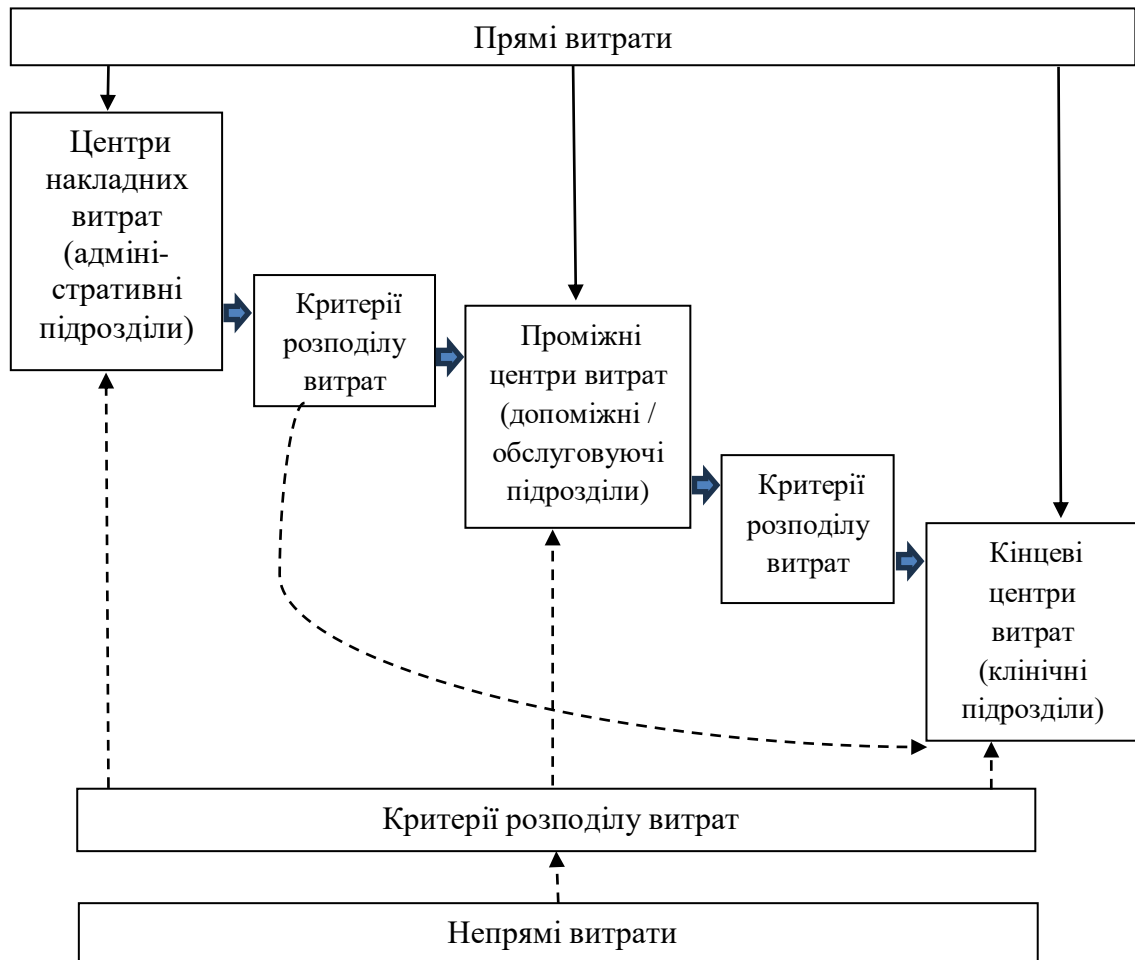 Прямі витрати
Центри
накладних
витрат
(адміні-
стративні
підрозділи)
Критерії
розподілу
витрат
Проміжні
центри витрат
(допоміжні /
обслуговуючі
підрозділи)
Критерії
розподілу
витрат
Кінцеві
центри
витрат
(клінічні
підрозділи)
Критерії розподілу витрат
Непрямі витрати